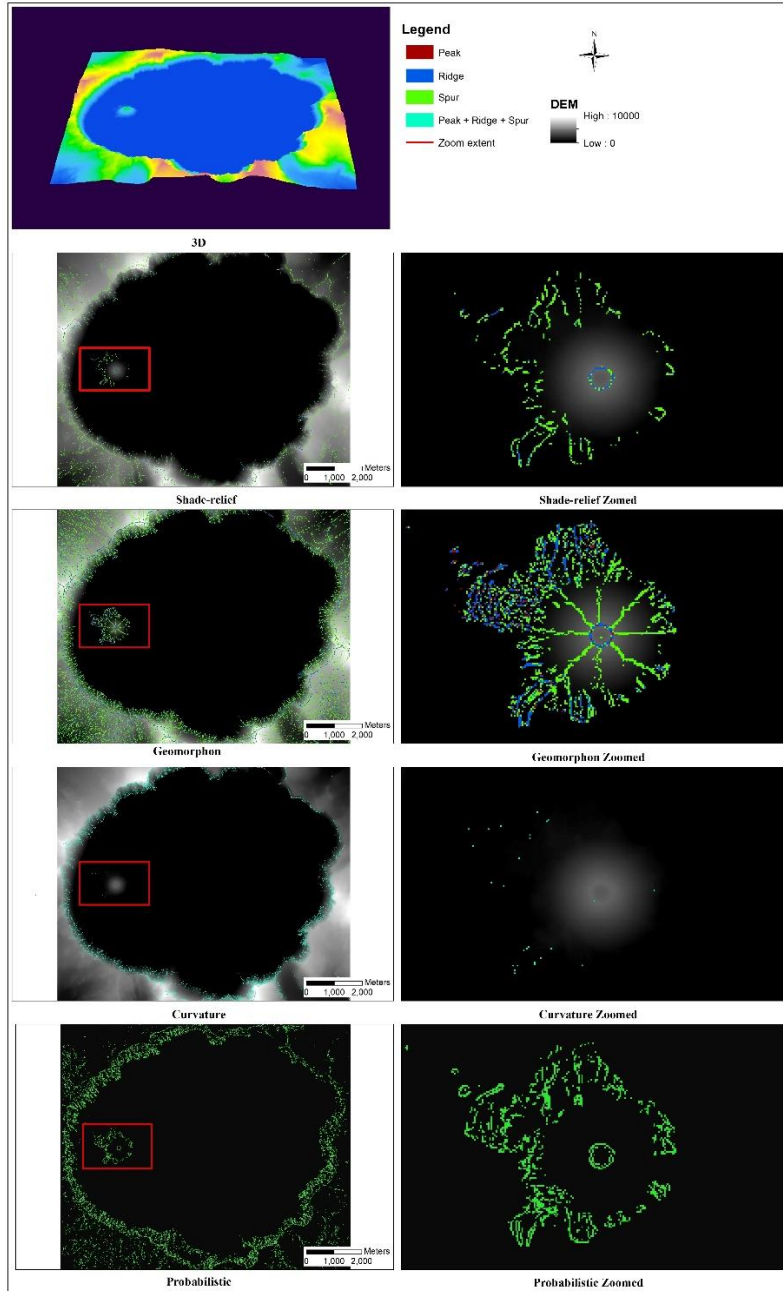 Legend
Peak
Ridge
Spur
Peak + Ridge + Spur
Zoom extent
N
DEM
High : 10000
Low : 0
3D
Meters
0 1,000 2,000
Shade-relief
Shade-relief Zomed
Meters
0 1,000 2,000
Geomorphon
Geomorphon Zoomed
Meters
0 1,000 2,000
Curvature
Curvature Zoomed
Meters
0 1,000 2,000
Probabilistic
Probabilistic Zoomed